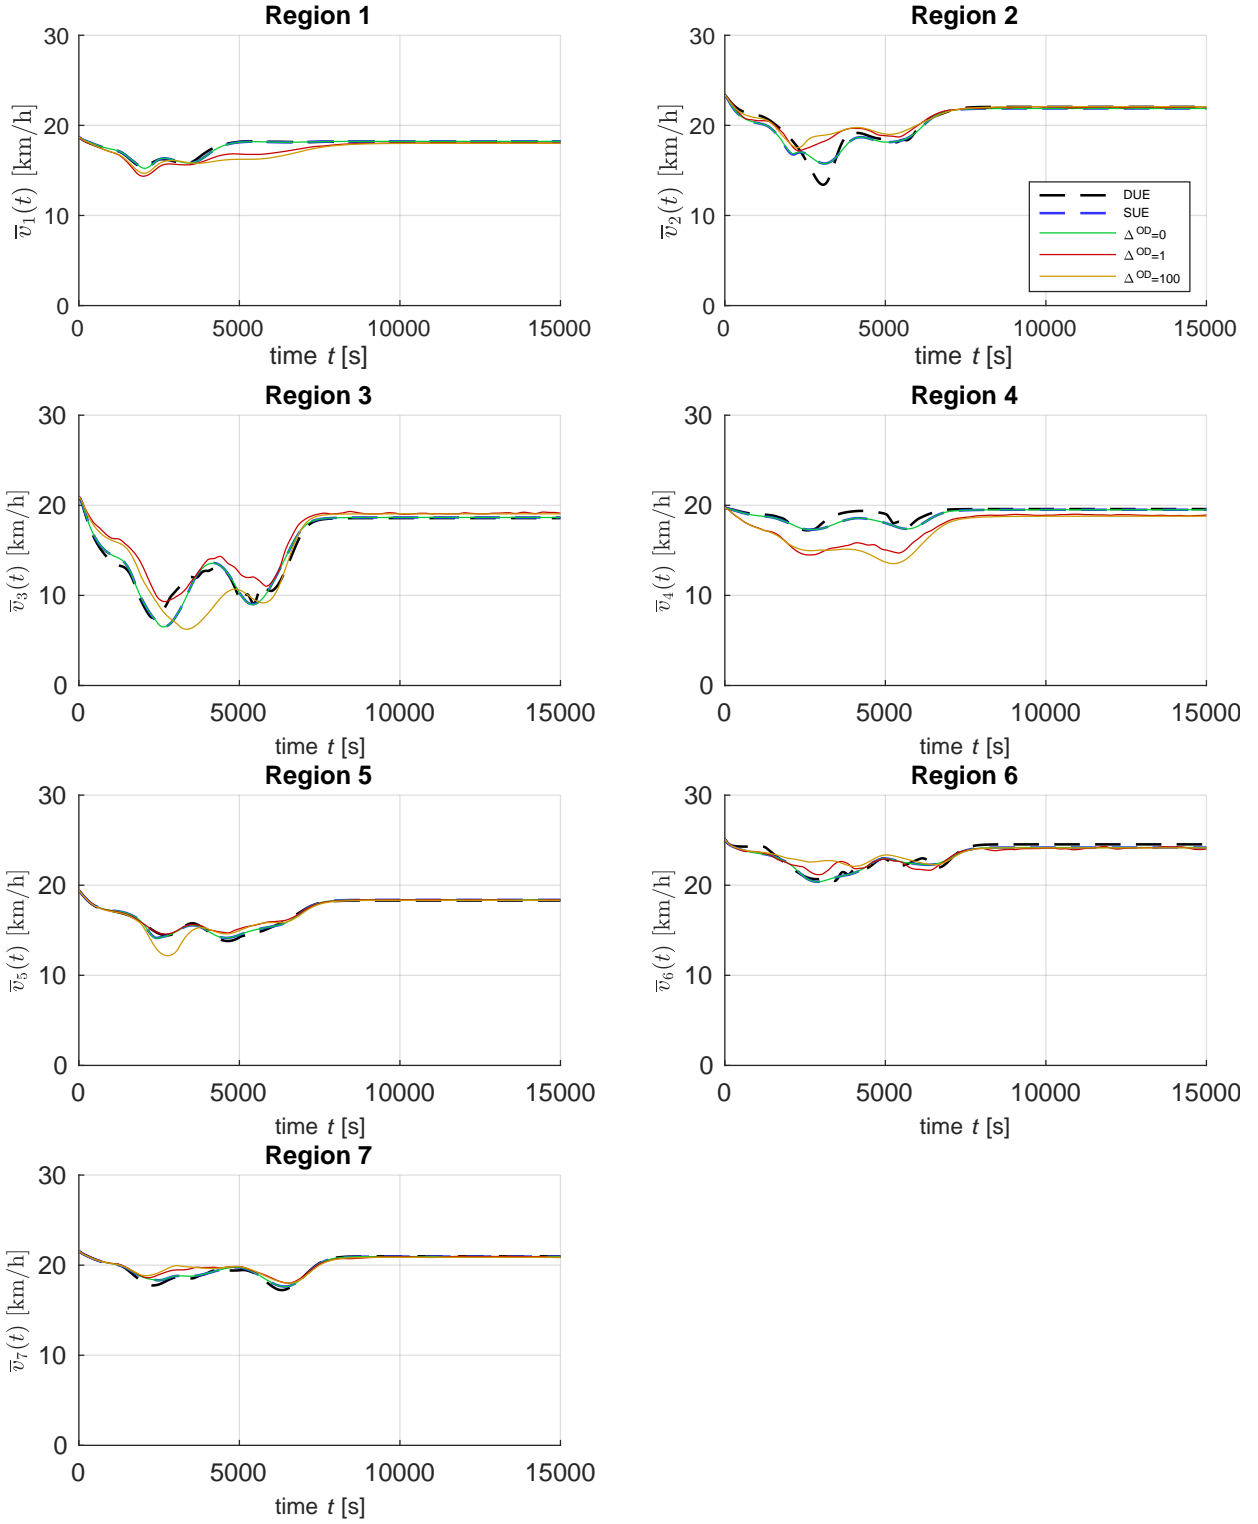 Region 1
30
20
10
0
v̅₁(t) [km/h]
0 5000 10000 15000
time t [s]
Region 2
30
20
10
0
v̅₂(t) [km/h]
DUE
SUE
Δ^OD=0
Δ^OD=1
Δ^OD=100
0 5000 10000 15000
time t [s]
Region 3
30
20
10
0
v̅₃(t) [km/h]
0 5000 10000 15000
time t [s]
Region 4
30
20
10
0
v̅₄(t) [km/h]
0 5000 10000 15000
time t [s]
Region 5
30
20
10
0
v̅₅(t) [km/h]
0 5000 10000 15000
time t [s]
Region 6
30
20
10
0
v̅₆(t) [km/h]
0 5000 10000 15000
time t [s]
Region 7
30
20
10
0
v̅₇(t) [km/h]
0 5000 10000 15000
time t [s]